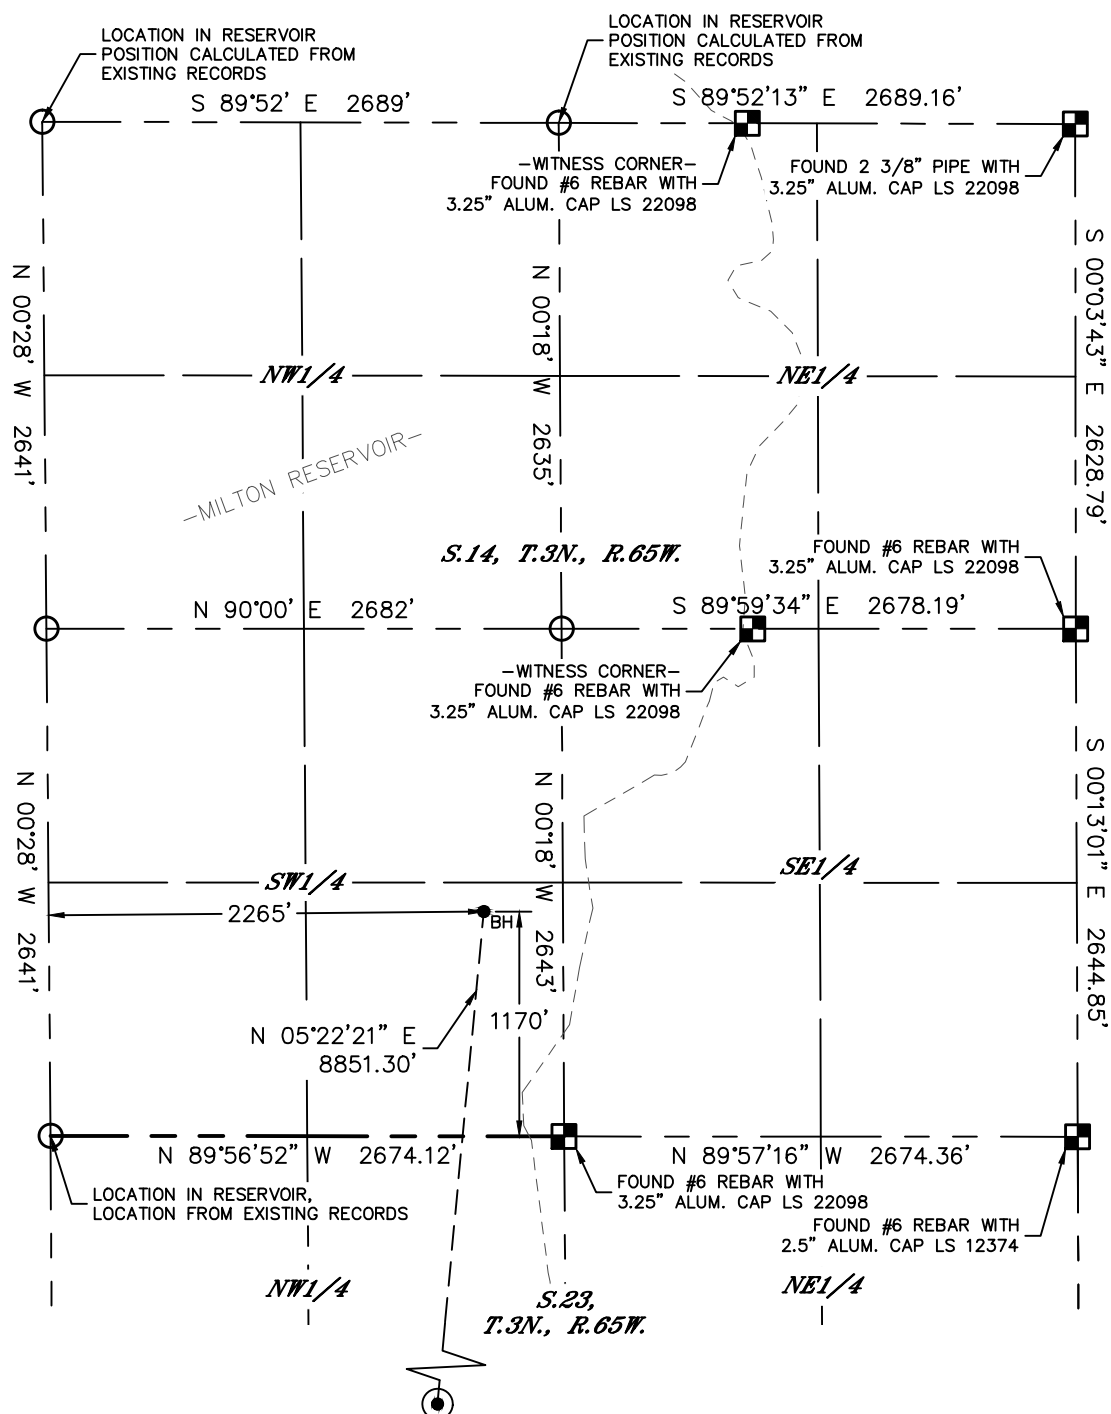 LOCATION IN RESERVOIR
POSITION CALCULATED FROM
EXISTING RECORDS
LOCATION IN RESERVOIR
POSITION CALCULATED FROM
EXISTING RECORDS
S 89°52' E 2689'
S 89°52'13" E 2689.16'
-WITNESS CORNER-
FOUND #6 REBAR WITH
3.25" ALUM. CAP LS 22098
FOUND 2 3/8" PIPE WITH
3.25" ALUM. CAP LS 22098
N 00°28' W 2641'
N 00°18' W 2635'
S 00°03'43" E 2628.79'
NW1/4
NE1/4
-MILTON RESERVOIR-
S.14, T.3N., R.65W.
FOUND #6 REBAR WITH
3.25" ALUM. CAP LS 22098
N 90°00' E 2682'
S 89°59'34" E 2678.19'
-WITNESS CORNER-
FOUND #6 REBAR WITH
3.25" ALUM. CAP LS 22098
N 00°28' W 2641'
N 00°18' W 2643'
S 00°13'01" E 2644.85'
SW1/4
SE1/4
2265'
BH
1170'
N 05°22'21" E
8851.30'
N 89°56'52" W 2674.12'
N 89°57'16" W 2674.36'
LOCATION IN RESERVOIR,
LOCATION FROM EXISTING RECORDS
FOUND #6 REBAR WITH
3.25" ALUM. CAP LS 22098
FOUND #6 REBAR WITH
2.5" ALUM. CAP LS 12374
NW1/4
NE1/4
S.23,
T.3N., R.65W.